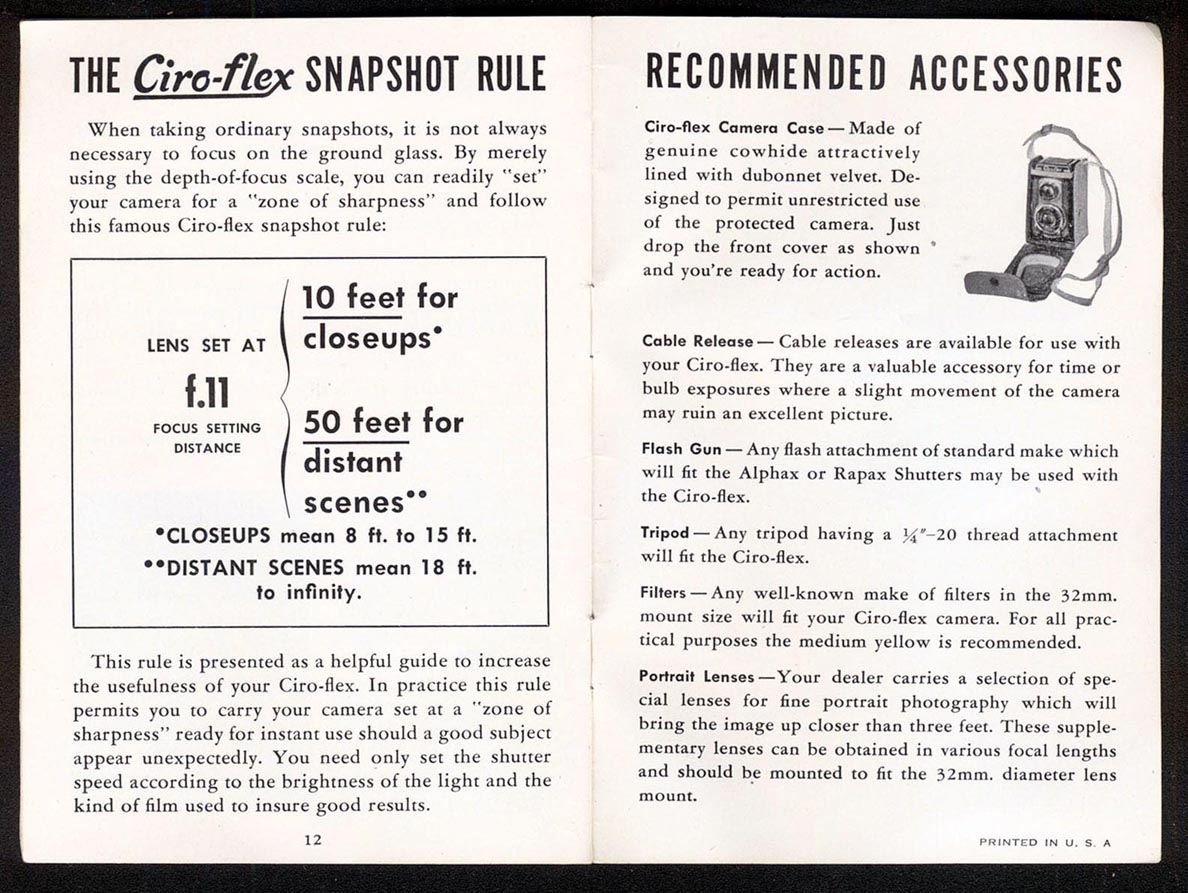 THE Ciro-flex SNAPSHOT RULE
When taking ordinary snapshots, it is not always
necessary to focus on the ground glass. By merely
using the depth-of-focus scale, you can readily "set"
your camera for a "zone of sharpness" and follow
this famous Ciro-flex snapshot rule:
LENS SET AT
f.11
FOCUS SETTING
DISTANCE
10 feet for
closeups*
50 feet for
distant
scenes**
*CLOSEUPS mean 8 ft. to 15 ft.
**DISTANT SCENES mean 18 ft.
to infinity.
This rule is presented as a helpful guide to increase
the usefulness of your Ciro-flex. In practice this rule
permits you to carry your camera set at a "zone of
sharpness" ready for instant use should a good subject
appear unexpectedly. You need only set the shutter
speed according to the brightness of the light and the
kind of film used to insure good results.
12
RECOMMENDED ACCESSORIES
Ciro-flex Camera Case — Made of
genuine cowhide attractively
lined with dubonnet velvet. De-
signed to permit unrestricted use
of the protected camera. Just
drop the front cover as shown
and you're ready for action.
Cable Release — Cable releases are available for use with
your Ciro-flex. They are a valuable accessory for time or
bulb exposures where a slight movement of the camera
may ruin an excellent picture.
Flash Gun — Any flash attachment of standard make which
will fit the Alphax or Rapax Shutters may be used with
the Ciro-flex.
Tripod — Any tripod having a ¼"-20 thread attachment
will fit the Ciro-flex.
Filters — Any well-known make of filters in the 32mm.
mount size will fit your Ciro-flex camera. For all prac-
tical purposes the medium yellow is recommended.
Portrait Lenses — Your dealer carries a selection of spe-
cial lenses for fine portrait photography which will
bring the image up closer than three feet. These supple-
mentary lenses can be obtained in various focal lengths
and should be mounted to fit the 32mm. diameter lens
mount.
PRINTED IN U. S. A